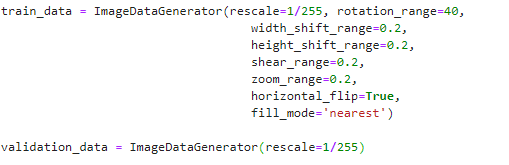 train_data = ImageDataGenerator(rescale=1/255, rotation_range=40,
width_shift_range=0.2,
height_shift_range=0.2,
shear_range=0.2,
zoom_range=0.2,
horizontal_flip=True,
fill_mode='nearest')
validation_data = ImageDataGenerator(rescale=1/255)